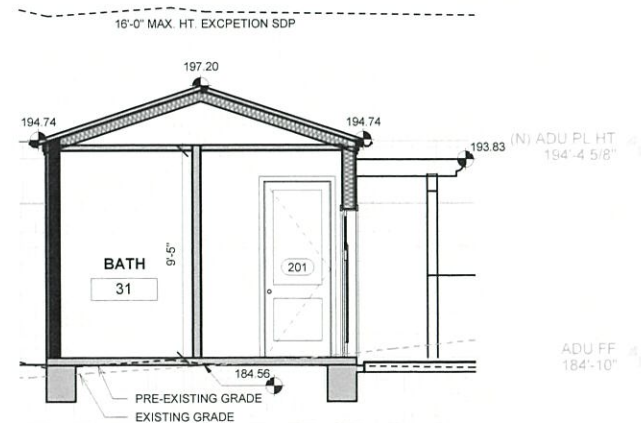 16'-0" MAX. HT. EXCPETION SDP
197.20
194.74
194.74
193.83
(N) ADU PL HT
194'-4 5/8"
9'-5"
BATH
31
201
ADU FF
184'-10"
184.56
PRE-EXISTING GRADE
EXISTING GRADE